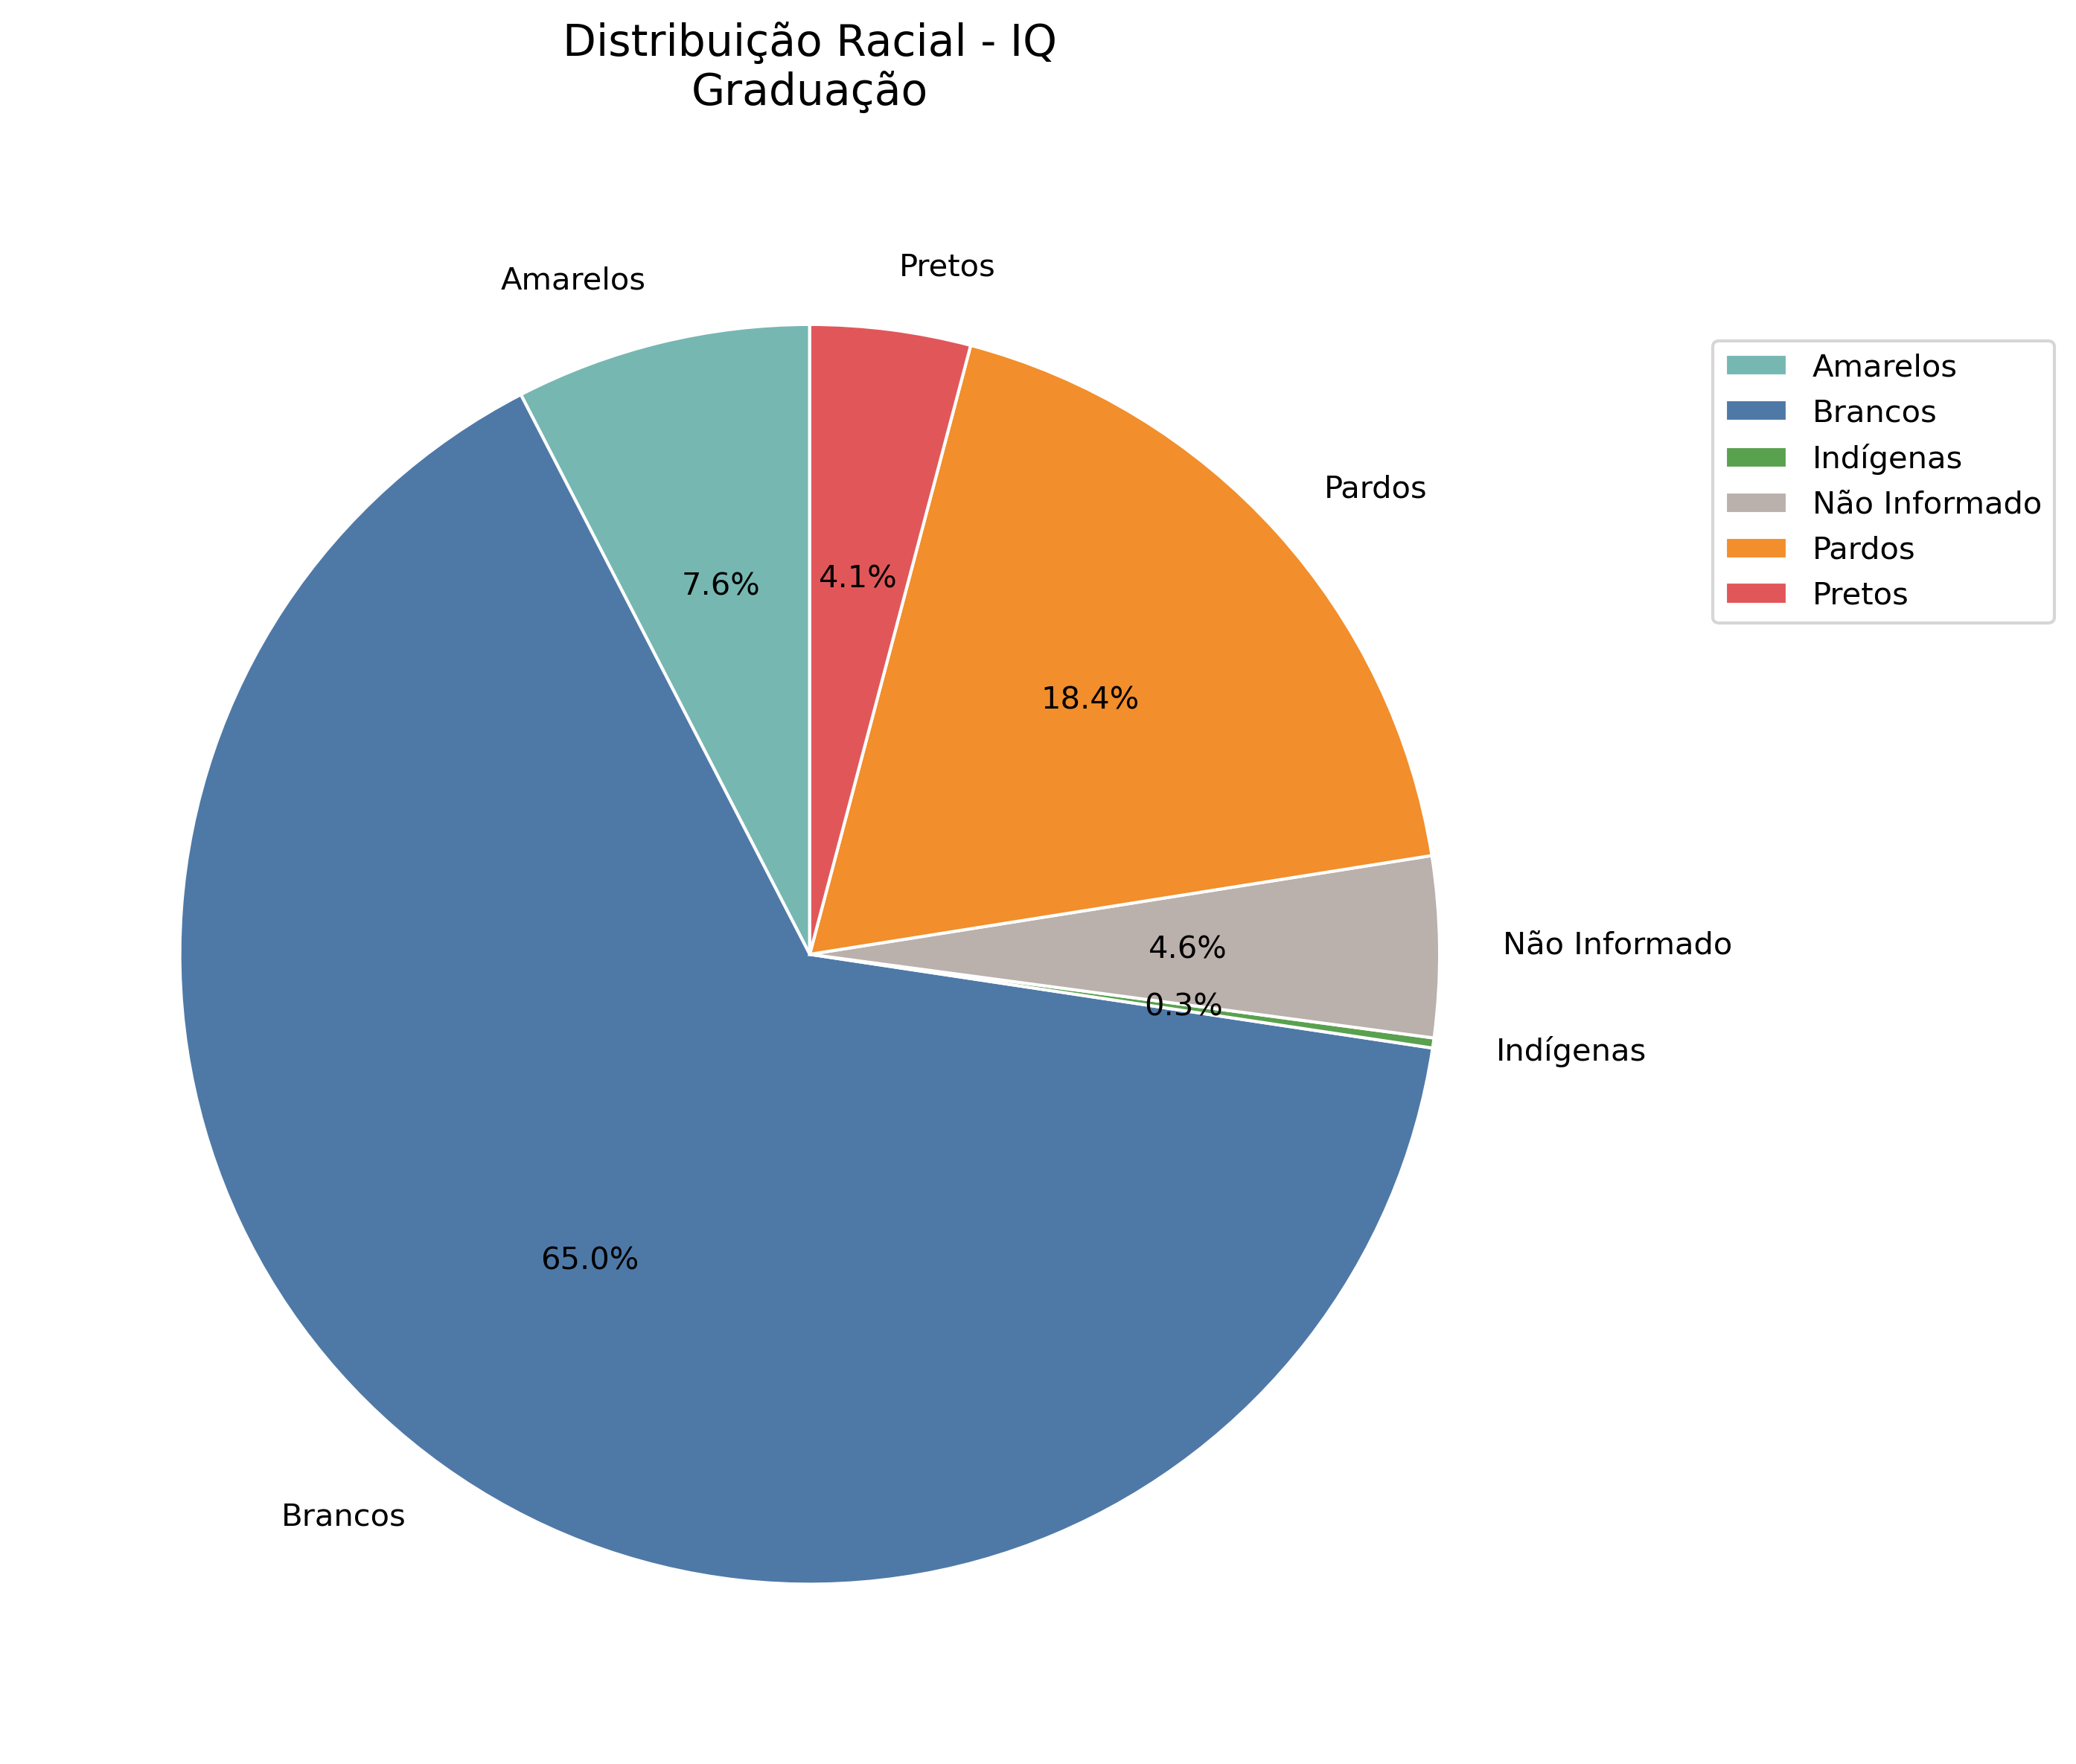 Distribuição Racial - IQ
Graduação
Amarelos
Pretos
Pardos
Não Informado
Indígenas
Brancos
7.6%
4.1%
18.4%
4.6%
0.3%
65.0%
Amarelos
Brancos
Indígenas
Não Informado
Pardos
Pretos